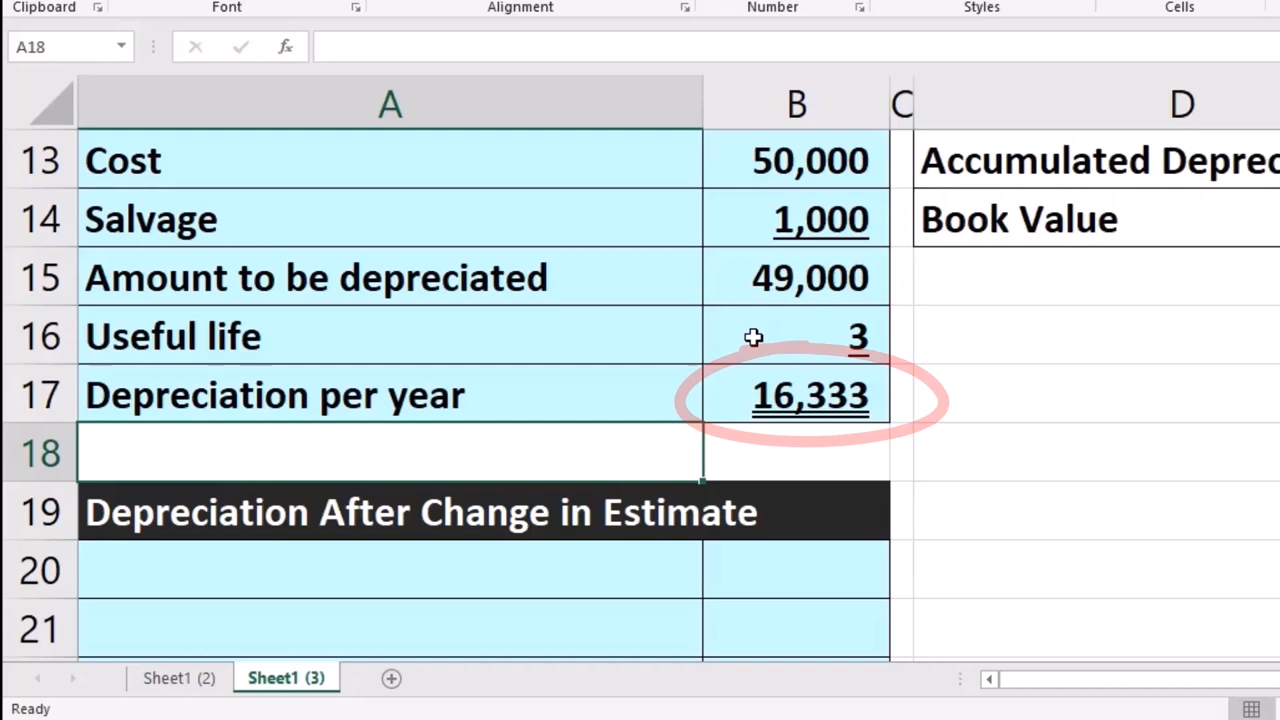 Clipboard Font Alignment Number Styles Cells
A18 fx
A B C D
13 Cost 50,000 Accumulated Deprec
14 Salvage 1,000 Book Value
15 Amount to be depreciated 49,000
16 Useful life 3
17 Depreciation per year 16,333
18
19 Depreciation After Change in Estimate
20
21
Sheet1 (2) Sheet1 (3)
Ready